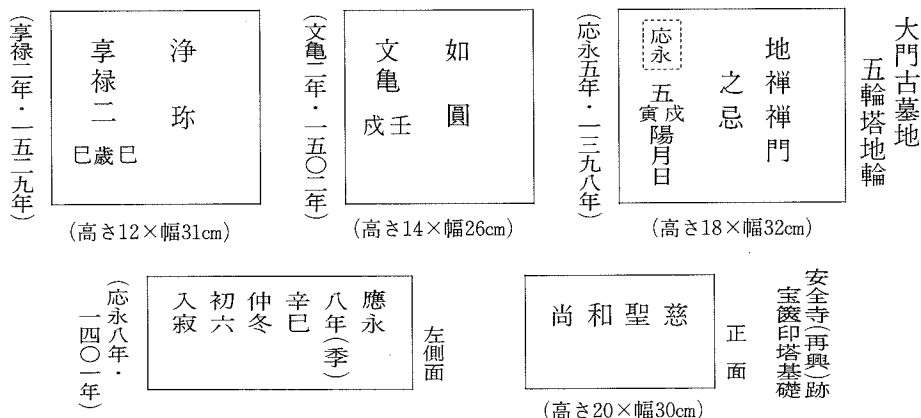 大門古墓地
五輪塔地輪
地禅禅門
之忌
応永五戊寅陽月日
(応永五年・一三九八年)
(高さ18×幅32cm)
如圓
文亀壬戌
(文亀二年・一五〇二年)
(高さ14×幅26cm)
浄珎
享禄二巳歳巳
(享禄二年・一五二九年)
(高さ12×幅31cm)
安全寺(再興)跡
宝篋印塔基礎
正面
慈聖和尚
(高さ20×幅30cm)
左側面
應永
八年(季)
辛巳
仲冬
初六
入寂
(応永八年・
一四〇一年)